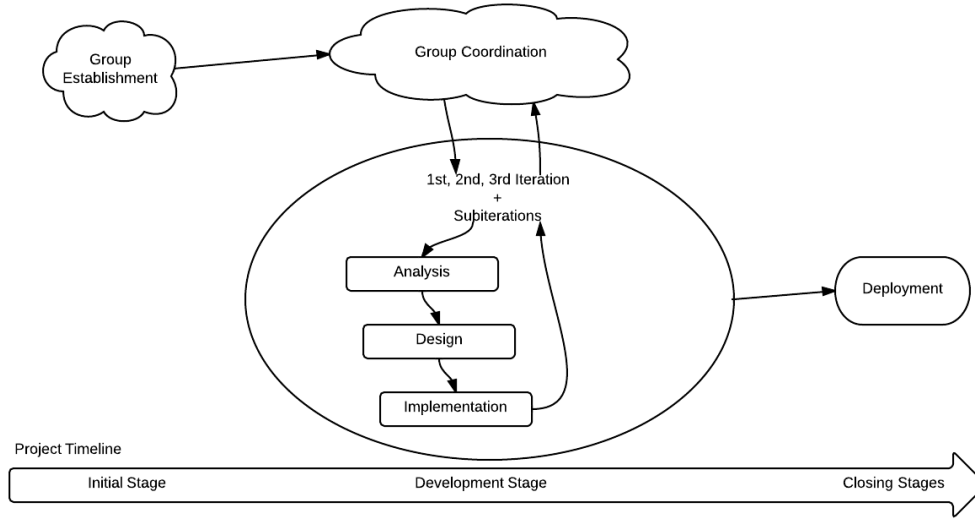 Group
Establishment
Group Coordination
1st, 2nd, 3rd Iteration
+
Subiterations
Analysis
Design
Implementation
Deployment
Project Timeline
Initial Stage
Development Stage
Closing Stages